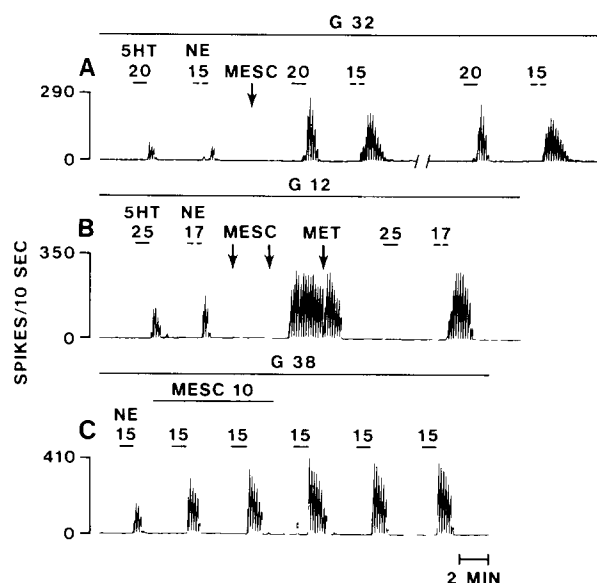 G 32
5HT NE
A 20 15 MESC 20 15 20 15
290
0
G 12
5HT NE
B 25 17 MESC MET 25 17
350
0
SPIKES/10 SEC
G 38
MESC 10
NE
C 15 15 15 15 15 15
410
0
2 MIN